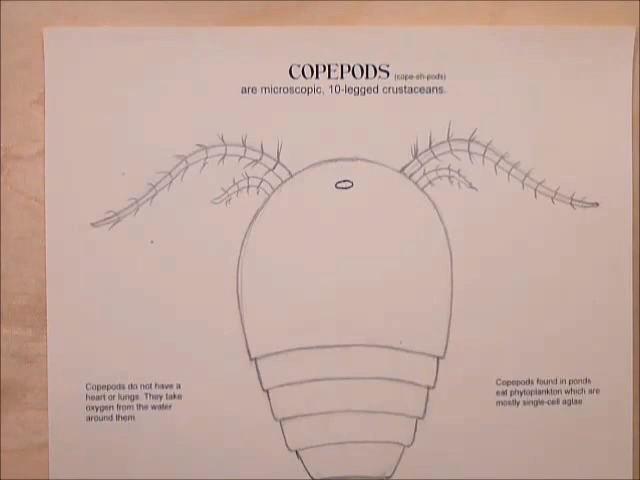 COPEPODS (cope-eh-pods)
are microscopic, 10-legged crustaceans.
Copepods do not have a
heart or lungs. They take
oxygen from the water
around them.
Copepods found in ponds
eat phytoplankton which are
mostly single-cell aglae.